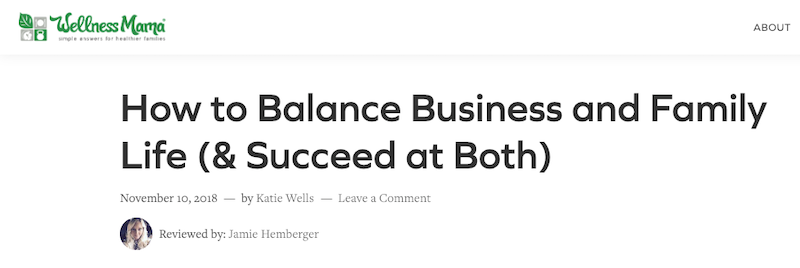 Wellness Mama®
simple answers for healthier families
ABOUT
How to Balance Business and Family
Life (& Succeed at Both)
November 10, 2018 — by Katie Wells — Leave a Comment
Reviewed by: Jamie Hemberger